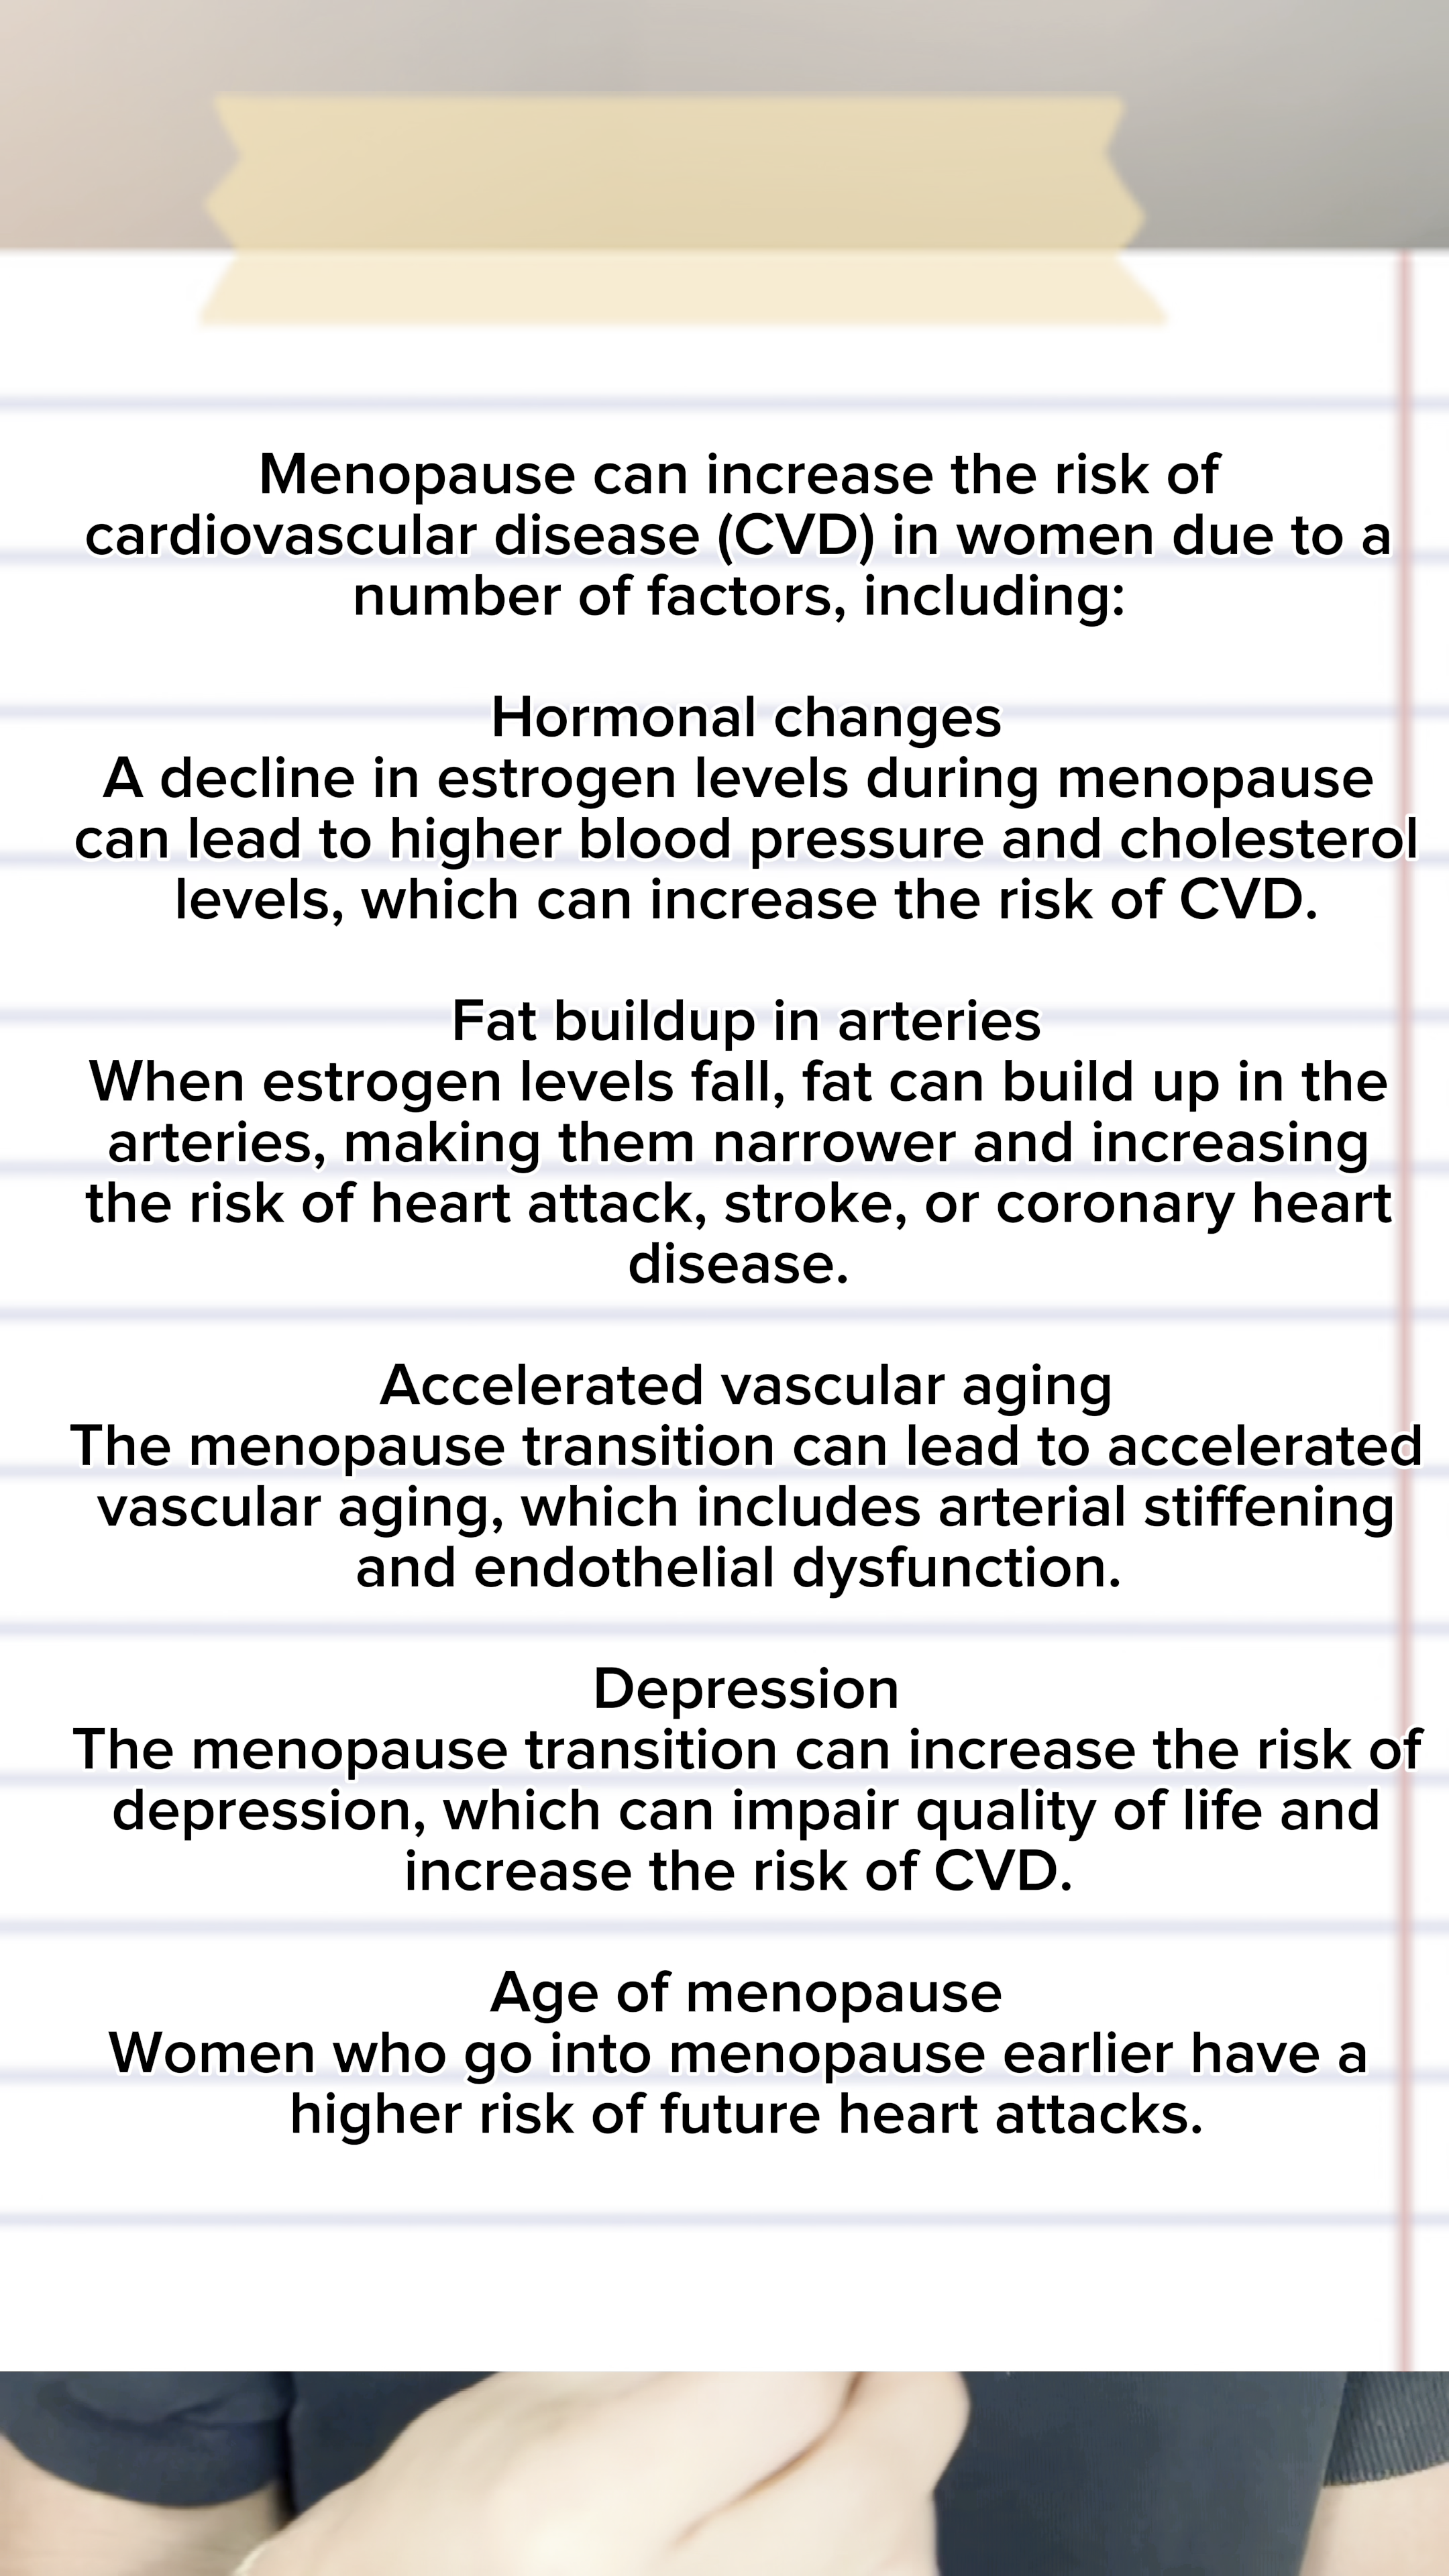 Menopause can increase the risk of
cardiovascular disease (CVD) in women due to a
number of factors, including:
Hormonal changes
A decline in estrogen levels during menopause
can lead to higher blood pressure and cholesterol
levels, which can increase the risk of CVD.
Fat buildup in arteries
When estrogen levels fall, fat can build up in the
arteries, making them narrower and increasing
the risk of heart attack, stroke, or coronary heart
disease.
Accelerated vascular aging
The menopause transition can lead to accelerated
vascular aging, which includes arterial stiffening
and endothelial dysfunction.
Depression
The menopause transition can increase the risk of
depression, which can impair quality of life and
increase the risk of CVD.
Age of menopause
Women who go into menopause earlier have a
higher risk of future heart attacks.